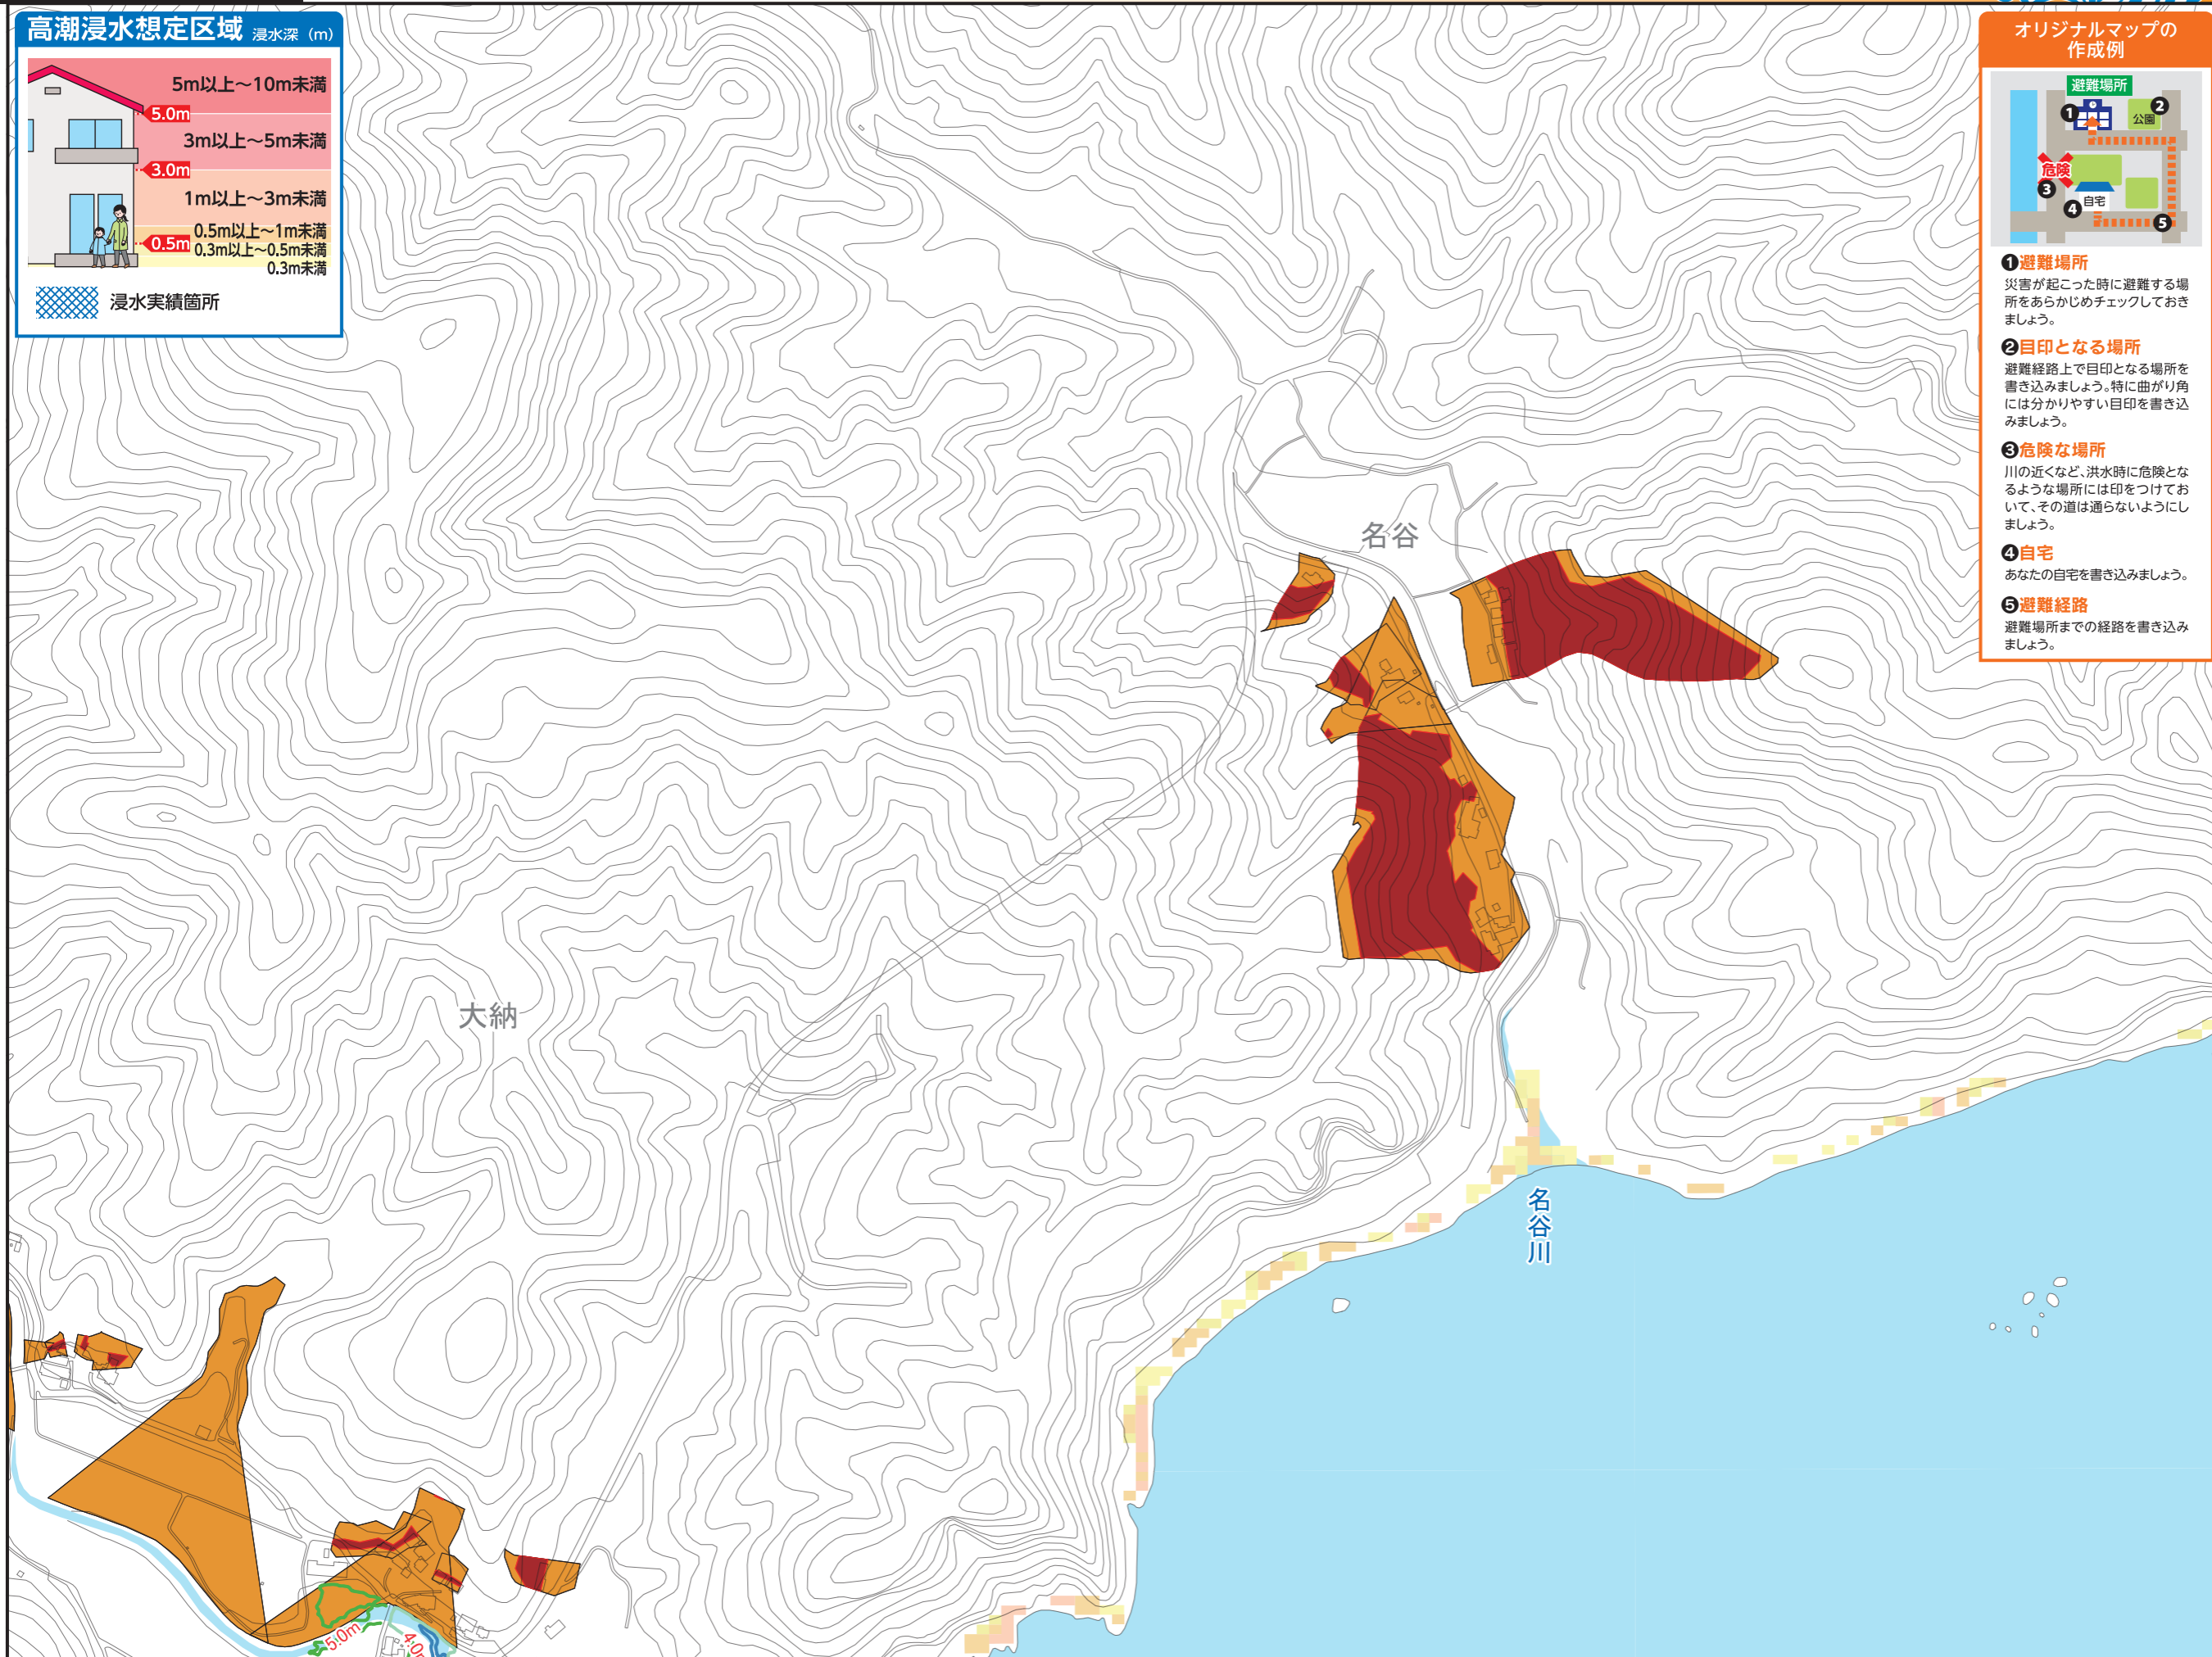 高潮浸水想定区域 浸水深（m）
5m以上～10m未満
5.0m
3m以上～5m未満
3.0m
1m以上～3m未満
0.5m以上～1m未満
0.5m
0.3m以上～0.5m未満
0.3m未満
浸水実績箇所
オリジナルマップの
作成例
避難場所
1
2
公園
危険
3
自宅
4
5
❶避難場所
災害が起こった時に避難する場
所をあらかじめチェックしておき
ましょう。
❷目印となる場所
避難経路上で目印となる場所を
書き込みましょう。特に曲がり角
には分かりやすい目印を書き込
みましょう。
❸危険な場所
川の近くなど、洪水時に危険とな
るような場所には印をつけてお
いて、その道は通らないようにし
ましょう。
❹自宅
あなたの自宅を書き込みましょう。
❺避難経路
避難場所までの経路を書き込み
ましょう。
名谷
大納
名谷川
5.0m